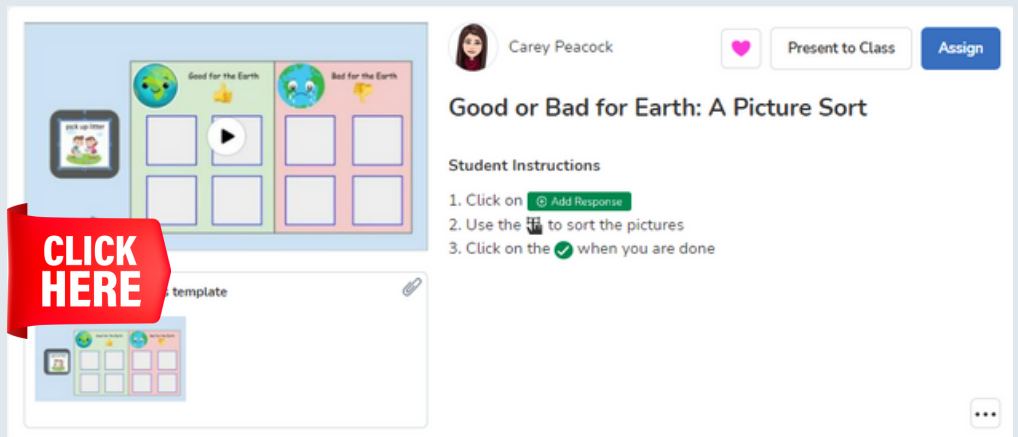 Carey Peacock
Present to Class
Assign
Good for the Earth
Bad for the Earth
pick up litter
Good or Bad for Earth: A Picture Sort
Student Instructions
1. Click on Add Response
2. Use the to sort the pictures
3. Click on the when you are done
CLICK
HERE
template